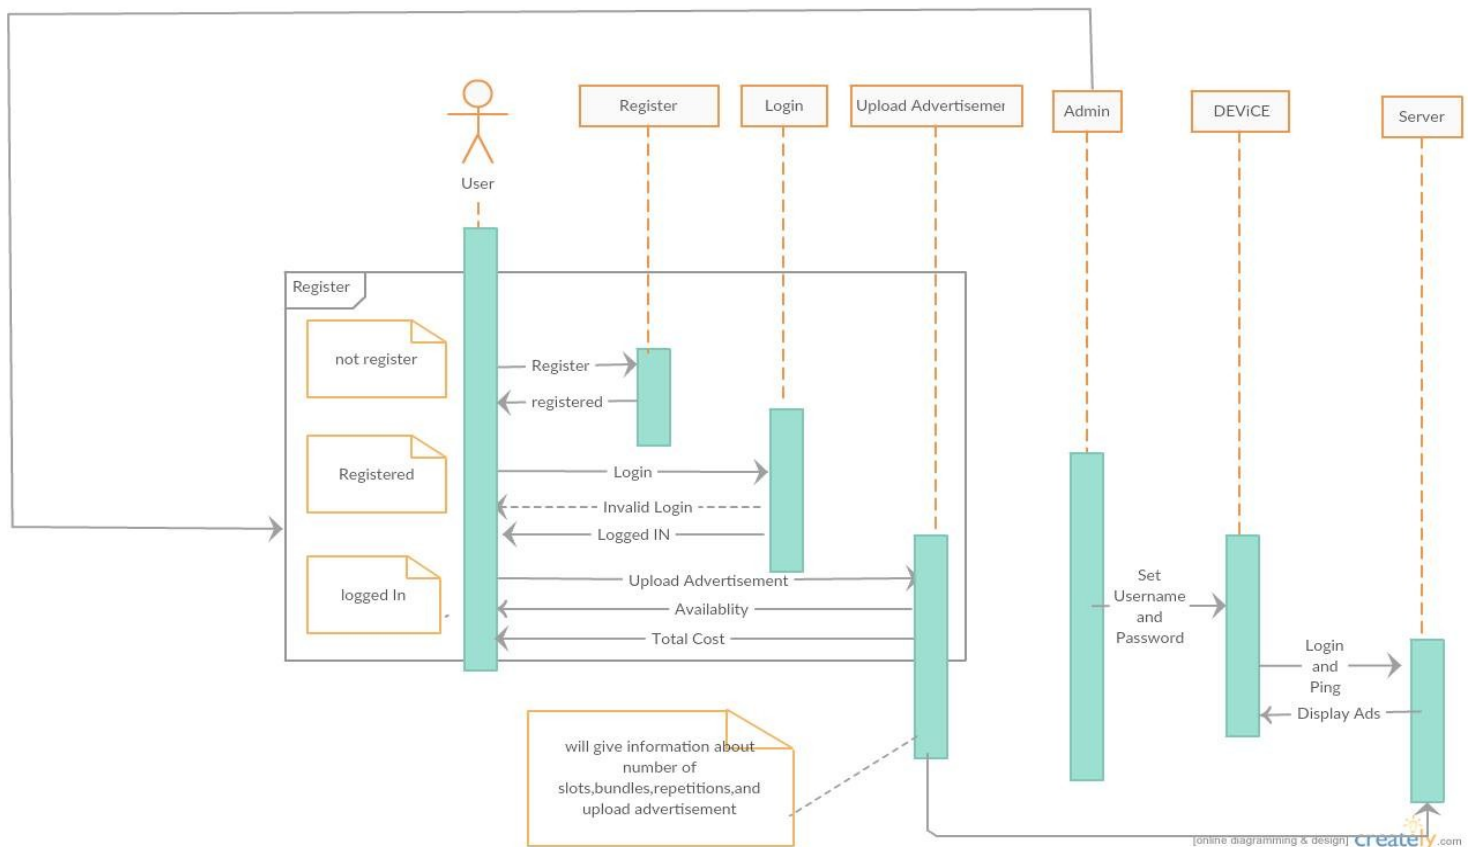 Register
Login
Upload Advertisemer
Admin
DEViCE
Server
User
Register
not register
Register
registered
Registered
Login
Invalid Login
Logged IN
logged In
Upload Advertisement
Availablity
Total Cost
Set
Username
and
Password
Login
and
Ping
Display Ads
will give information about
number of
slots,bundles,repetitions,and
upload advertisement
[online diagramming & design] creately.com